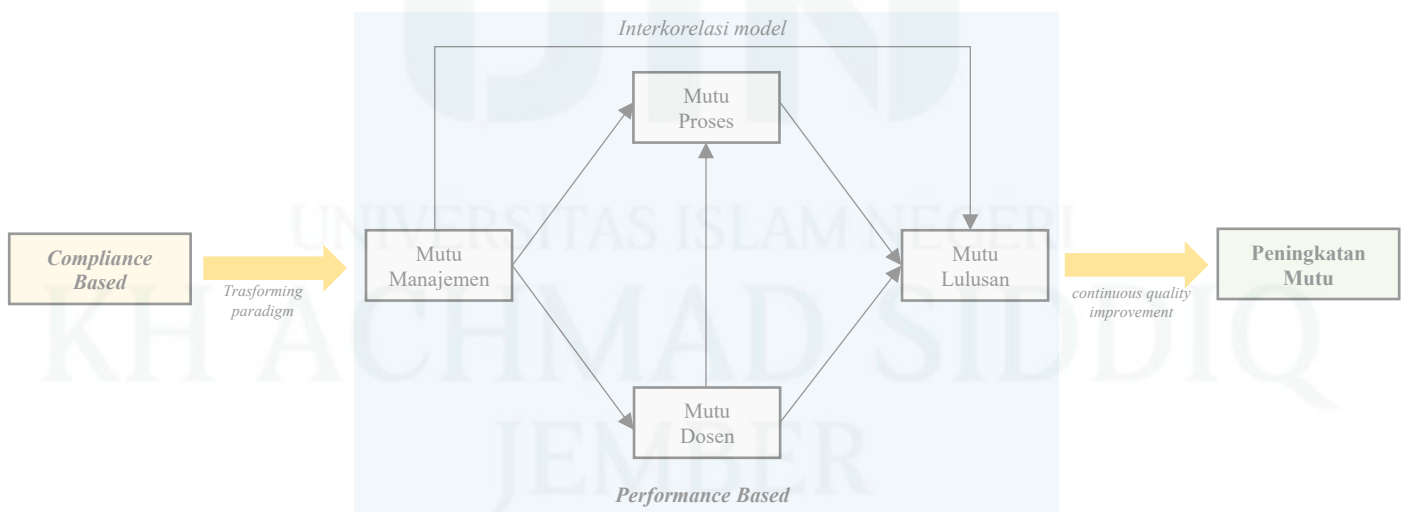 Interkorelasi model
Mutu
Proses
UNIVERSITAS ISLAM NEGERI
Compliance
Based
Trasforming
paradigm
Mutu
Manajemen
Mutu
Lulusan
continuous quality
improvement
Peningkatan
Mutu
KH ACHMAD SIDDIQ
Mutu
Dosen
JEMBER
Performance Based
UIN